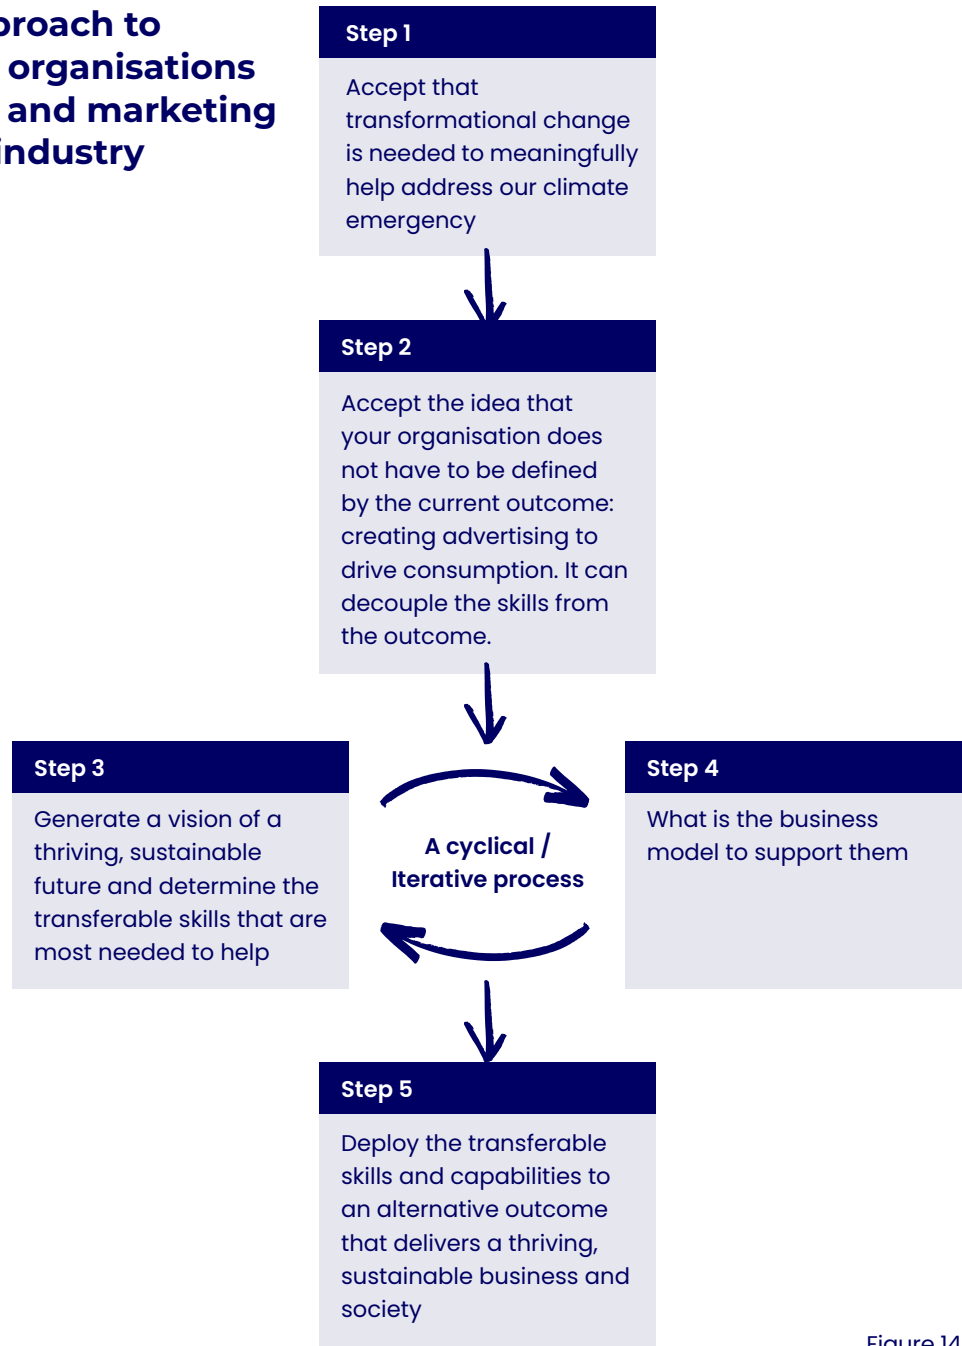 proach to
organisations
and marketing
industry
Step 1
Accept that
transformational change
is needed to meaningfully
help address our climate
emergency
Step 2
Accept the idea that
your organisation does
not have to be defined
by the current outcome:
creating advertising to
drive consumption. It can
decouple the skills from
the outcome.
Step 3
Generate a vision of a
thriving, sustainable
future and determine the
transferable skills that are
most needed to help
A cyclical /
Iterative process
Step 4
What is the business
model to support them
Step 5
Deploy the transferable
skills and capabilities to
an alternative outcome
that delivers a thriving,
sustainable business and
society
Figure 14